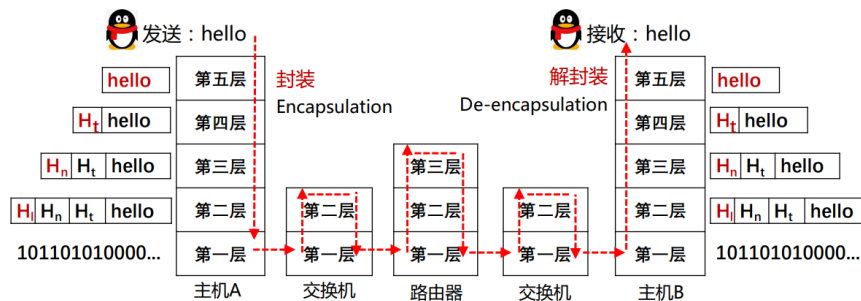 发送：hello
接收：hello
hello
第五层
封装
解封装
第五层
hello
Encapsulation
De-encapsulation
Ht hello
第四层
第四层
Ht hello
Hn Ht hello
第三层
第三层
第三层
Hn Ht hello
Hl Hn Ht hello
第二层
第二层
第二层
第二层
第二层
Hl Hn Ht hello
101101010000...
第一层
第一层
第一层
第一层
第一层
101101010000...
主机A
交换机
路由器
交换机
主机B